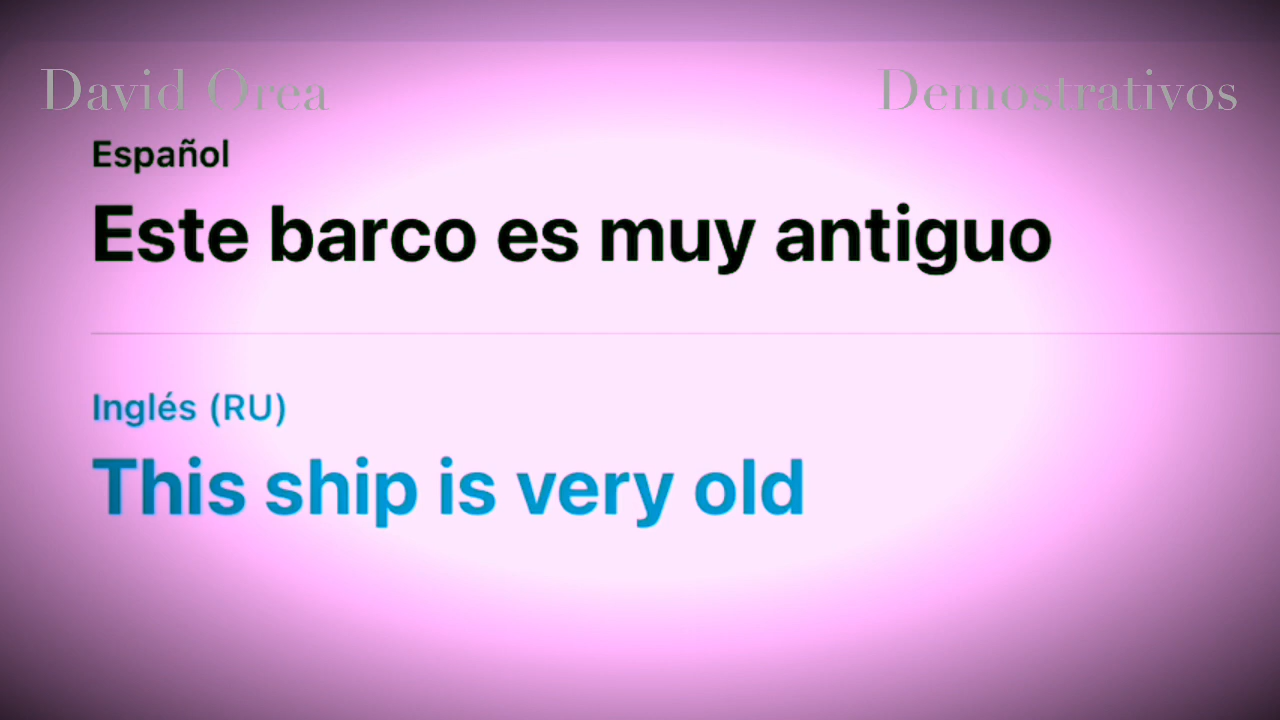 David Orea
Demostrativos
Español
Este barco es muy antiguo
Inglés (RU)
This ship is very old